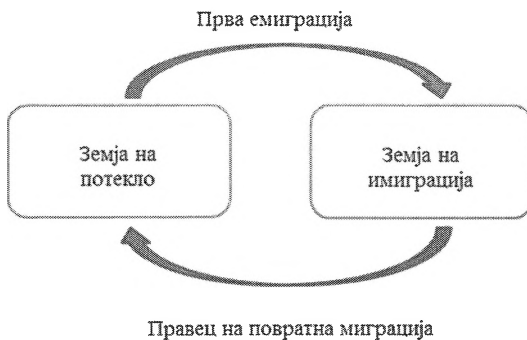 Прва емиграција
Земја на
потекло
Земја на
имиграција
Правец на повратна миграција